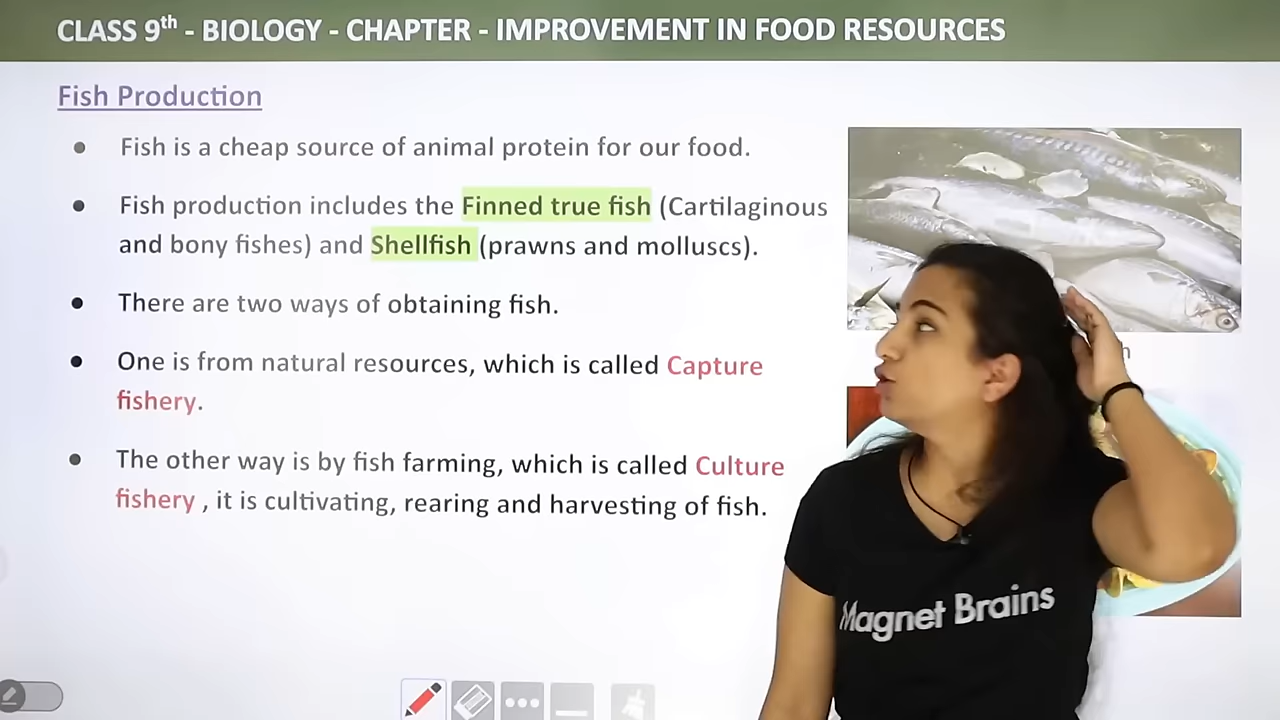 CLASS 9th - BIOLOGY - CHAPTER - IMPROVEMENT IN FOOD RESOURCES
Fish Production
• Fish is a cheap source of animal protein for our food.
• Fish production includes the Finned true fish (Cartilaginous
and bony fishes) and Shellfish (prawns and molluscs).
• There are two ways of obtaining fish.
• One is from natural resources, which is called Capture
fishery.
• The other way is by fish farming, which is called Culture
fishery , it is cultivating, rearing and harvesting of fish.
Magnet Brains